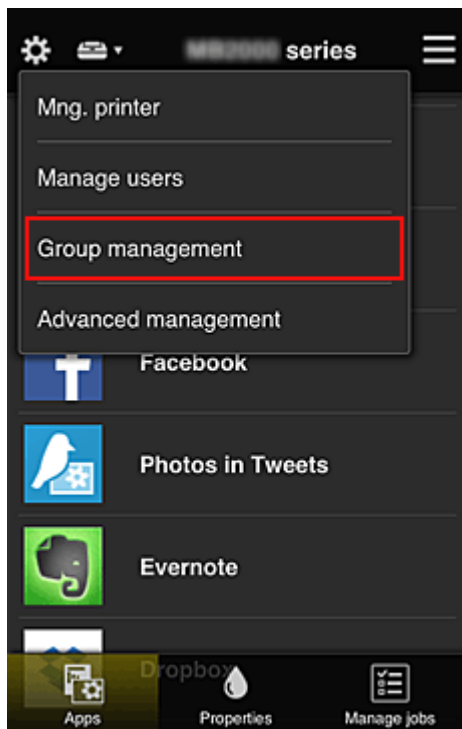 series
Mng. printer
Manage users
Group management
Advanced management
Facebook
Photos in Tweets
Evernote
Dropbox
Apps Properties Manage jobs